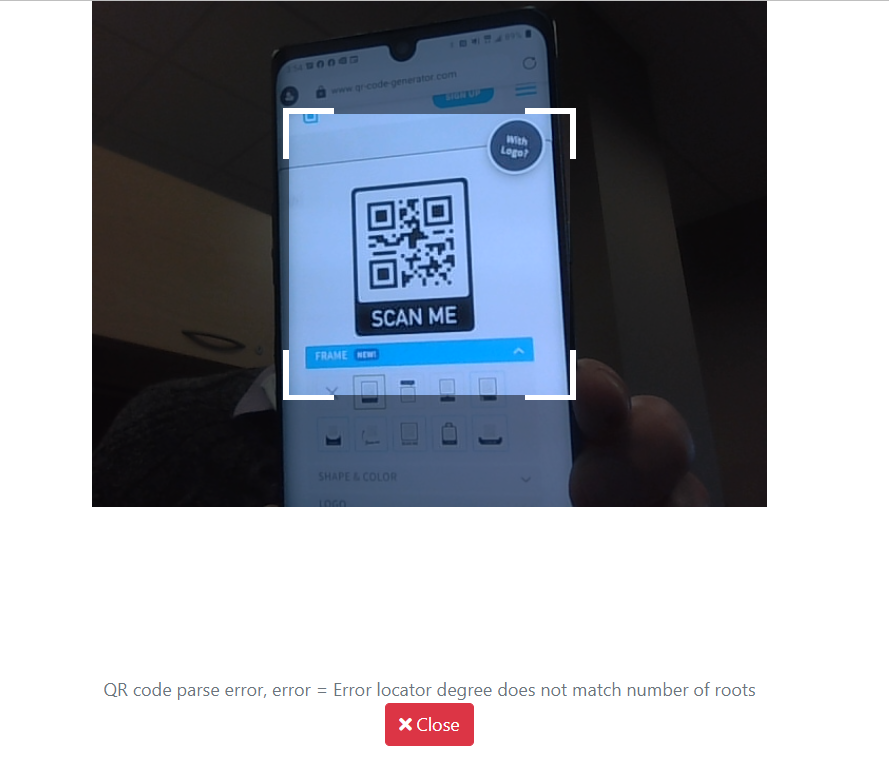 www.qr-code-generator.com
SIGN UP
With
Logo?
SCAN ME
FRAME NEW!
SHAPE & COLOR
LOGO
QR code parse error, error = Error locator degree does not match number of roots
Close